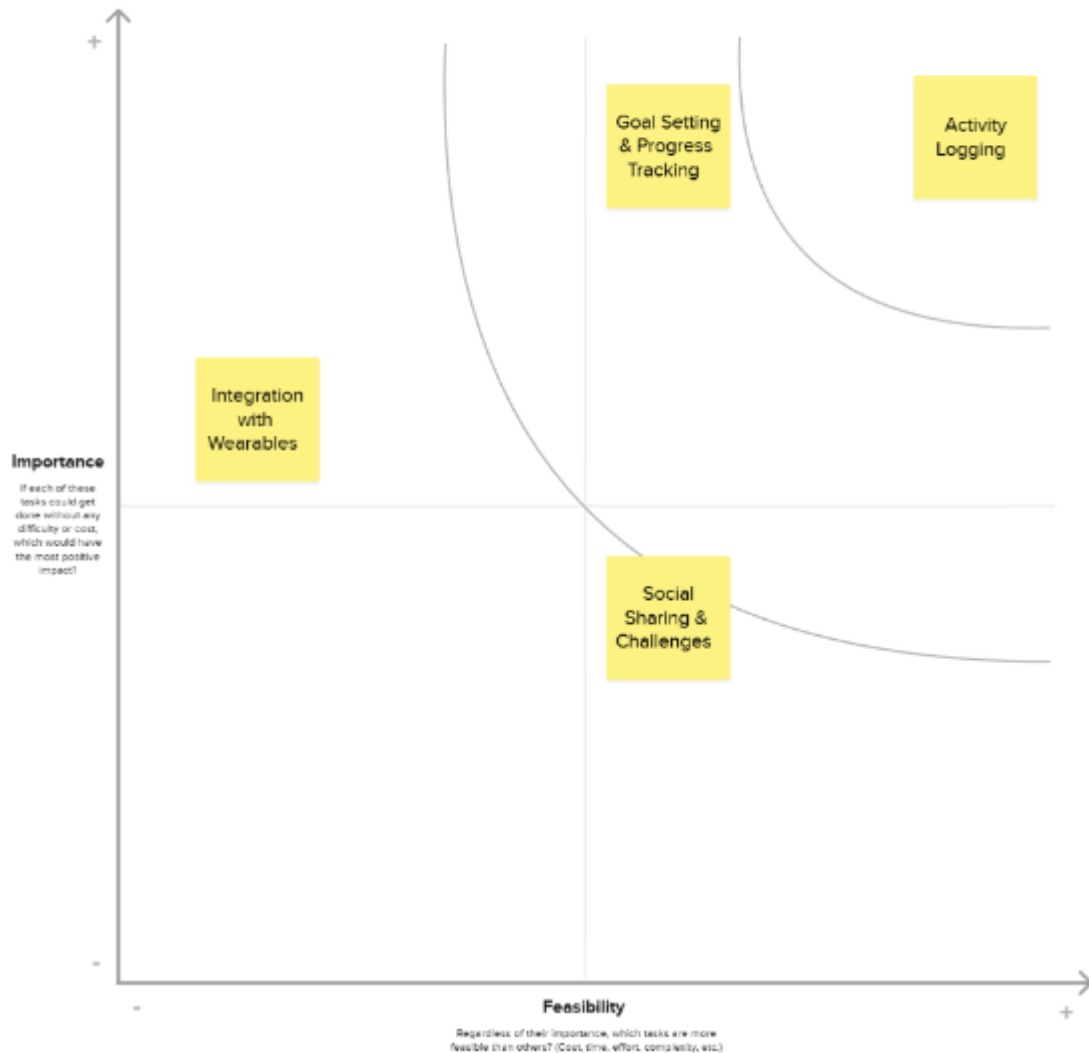 +
Goal Setting
& Progress
Tracking
Activity
Logging
Integration
with
Wearables
Importance
If each of these
tasks could get
done without any
difficulty or cost,
which would have
the most positive
impact?
Social
Sharing &
Challenges
-
-
Feasibility
+
Regardless of their importance, which tasks are more
feasible than others? (Cost, time, effort, complexity, etc.)